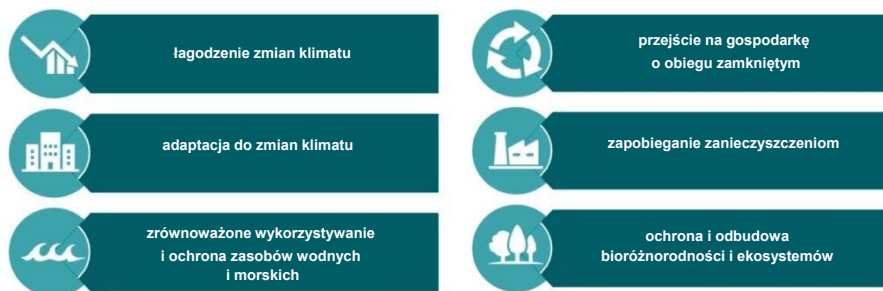 łagodzenie zmian klimatu
adaptacja do zmian klimatu
zrównoważone wykorzystywanie
i ochrona zasobów wodnych
i morskich
przejście na gospodarkę
o obiegu zamkniętym
zapobieganie zanieczyszczeniom
ochrona i odbudowa
bioróżnorodności i ekosystemów